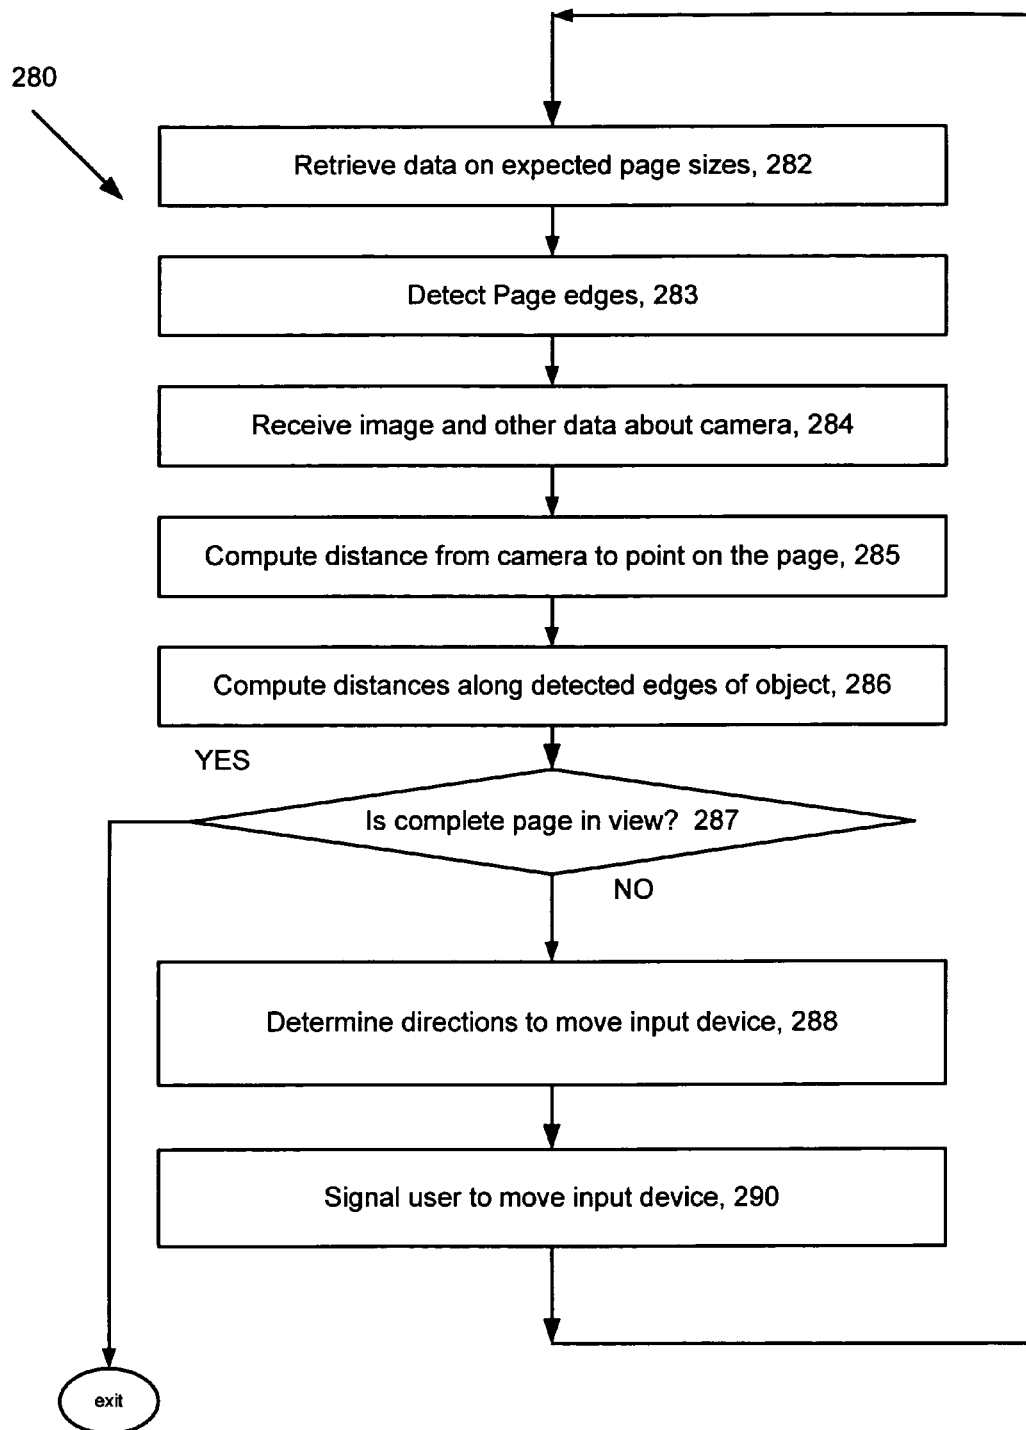 280
Retrieve data on expected page sizes, 282
Detect Page edges, 283
Receive image and other data about camera, 284
Compute distance from camera to point on the page, 285
Compute distances along detected edges of object, 286
YES
Is complete page in view? 287
NO
Determine directions to move input device, 288
Signal user to move input device, 290
exit